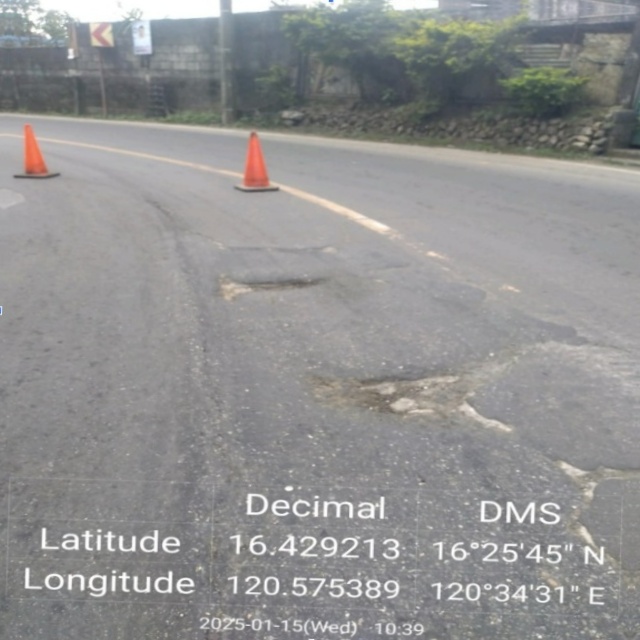 Decimal DMS
Latitude 16.429213 16°25'45" N
Longitude 120.575389 120°34'31" E
2025-01-15(Wed) 10:39